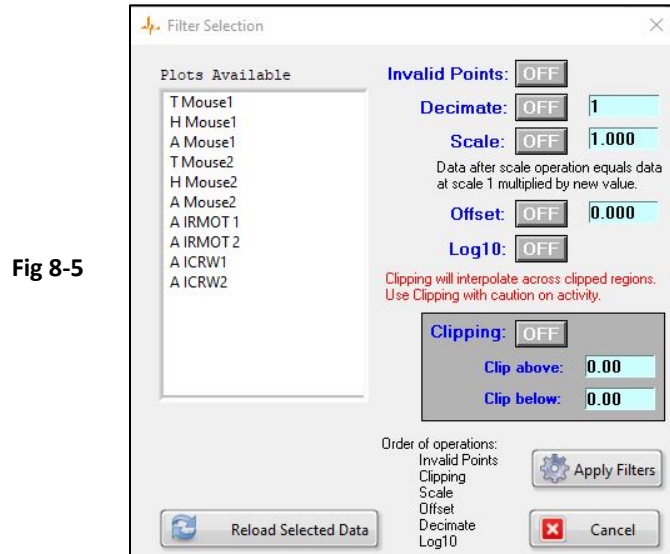 Filter Selection
Plots Available
T Mouse1
H Mouse1
A Mouse1
T Mouse2
H Mouse2
A Mouse2
A IRMOT 1
A IRMOT 2
A ICRW1
A ICRW2
Reload Selected Data
Invalid Points: OFF
Decimate: OFF 1
Scale: OFF 1.000
Data after scale operation equals data
at scale 1 multiplied by new value.
Offset: OFF 0.000
Log10: OFF
Clipping will interpolate across clipped regions.
Use Clipping with caution on activity.
Clipping: OFF
Clip above: 0.00
Clip below: 0.00
Order of operations:
Invalid Points
Clipping
Scale
Offset
Decimate
Log10
Apply Filters
Cancel
Fig 8-5